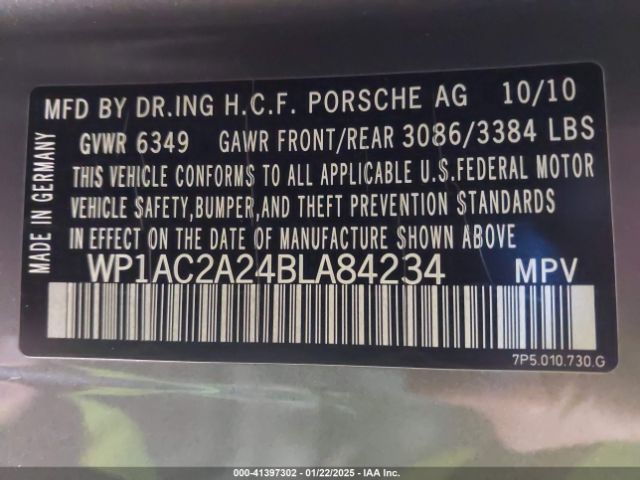 MFD BY DR.ING H.C.F. PORSCHE AG 10/10
GVWR 6349 GAWR FRONT/REAR 3086/3384 LBS
THIS VEHICLE CONFORMS TO ALL APPLICABLE U.S.FEDERAL MOTOR
VEHICLE SAFETY,BUMPER,AND THEFT PREVENTION STANDARDS
IN EFFECT ON THE DATE OF MANUFACTURE SHOWN ABOVE
WP1AC2A24BLA84234 MPV
MADE IN GERMANY
7P5.010.730.G
000-41397302 - 01/22/2025 - IAA Inc.